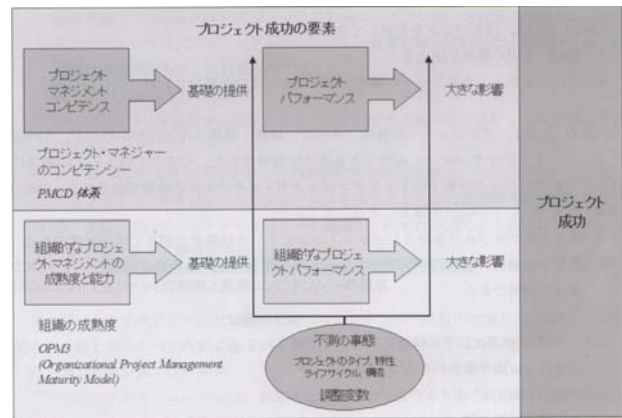 プロジェクト成功の要素
プロジェクト
マネジメント
コンピテンス
基礎の提供
プロジェクト
パフォーマンス
大きな影響
プロジェクト・マネジャー
のコンピテンシー
PMCD 体系
プロジェクト
成功
組織的なプロジェ
クトマネジメントの
成熟度と能力
基礎の提供
組織的なプロジェ
クトパフォーマンス
大きな影響
組織の成熟度
OPM3
(Organizational Project Management
Maturity Model)
不測の事態
プロジェクトのタイプ、特性
ライフサイクル、構成
調整変数